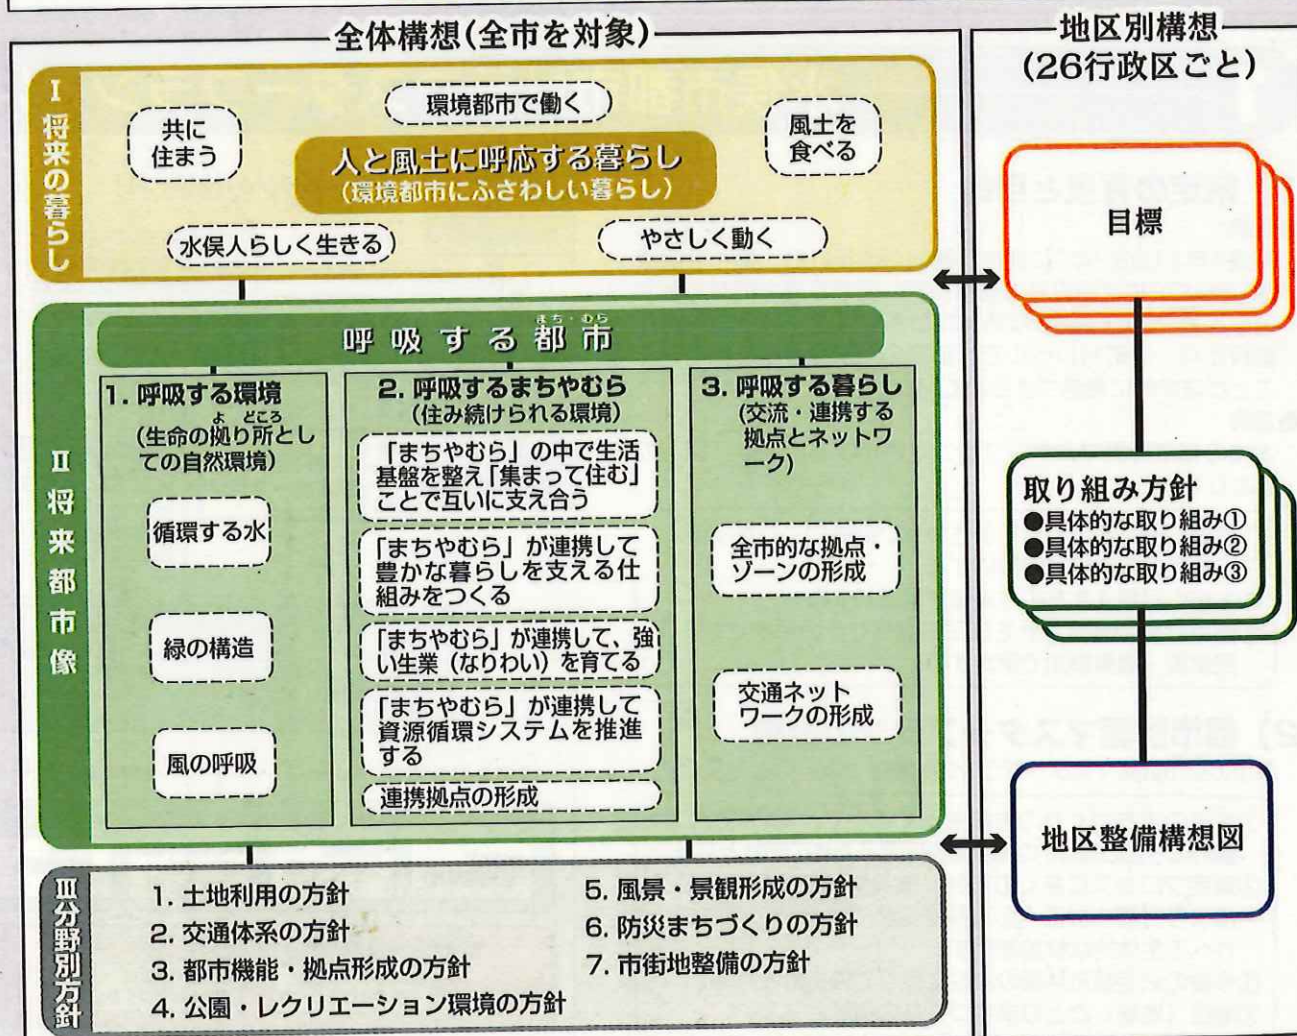 全体構想(全市を対象)
Ⅰ将来の暮らし
環境都市で働く
共に
住まう
風土を
食べる
人と風土に呼応する暮らし
(環境都市にふさわしい暮らし)
水俣人らしく生きる
やさしく動く
Ⅱ将来都市像
まち・むら
呼吸する都市
1. 呼吸する環境
よ どころ
(生命の拠り所とし
ての自然環境)
循環する水
緑の構造
風の呼吸
2. 呼吸するまちやむら
(住み続けられる環境)
「まちやむら」の中で生活
基盤を整え「集まって住む」
ことで互いに支え合う
「まちやむら」が連携して
豊かな暮らしを支える仕
組みをつくる
「まちやむら」が連携して、強
い生業(なりわい)を育てる
「まちやむら」が連携して
資源循環システムを推進
する
連携拠点の形成
3. 呼吸する暮らし
(交流・連携する
拠点とネットワ
ーク)
全市的な拠点・
ゾーンの形成
交通ネット
ワークの形成
Ⅲ分野別方針
1. 土地利用の方針
2. 交通体系の方針
3. 都市機能・拠点形成の方針
4. 公園・レクリエーション環境の方針
5. 風景・景観形成の方針
6. 防災まちづくりの方針
7. 市街地整備の方針
地区別構想
(26行政区ごと)
目標
取り組み方針
●具体的な取り組み①
●具体的な取り組み②
●具体的な取り組み③
地区整備構想図